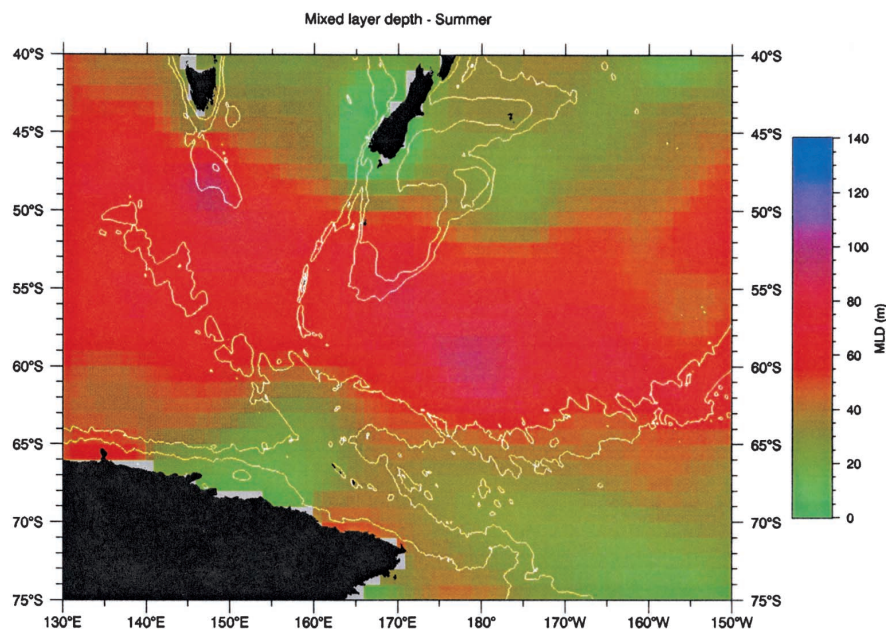 Mixed layer depth - Summer
40°S
45°S
50°S
55°S
60°S
65°S
70°S
75°S
40°S
45°S
50°S
55°S
60°S
65°S
70°S
75°S
130°E
140°E
150°E
160°E
170°E
180°
170°W
160°W
150°W
140
120
100
80
60
40
20
0
MLD (m)